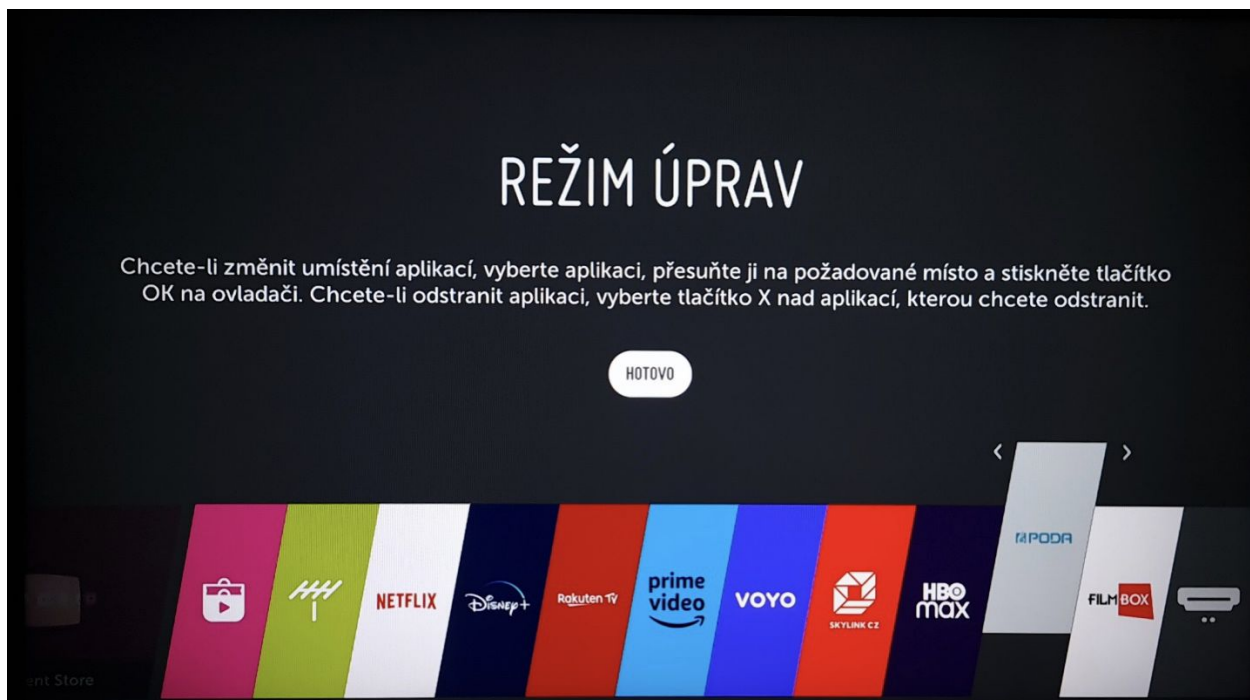 REŽIM ÚPRAV
Chcete-li změnit umístění aplikací, vyberte aplikaci, přesuňte ji na požadované místo a stiskněte tlačítko
OK na ovladači. Chcete-li odstranit aplikaci, vyberte tlačítko X nad aplikací, kterou chcete odstranit.
HOTOVO
PODA
NETFLIX
Disney+
Rakuten TV
prime
video
VOYO
SKYLINK CZ
HBO
max
FILMBOX
ent Store